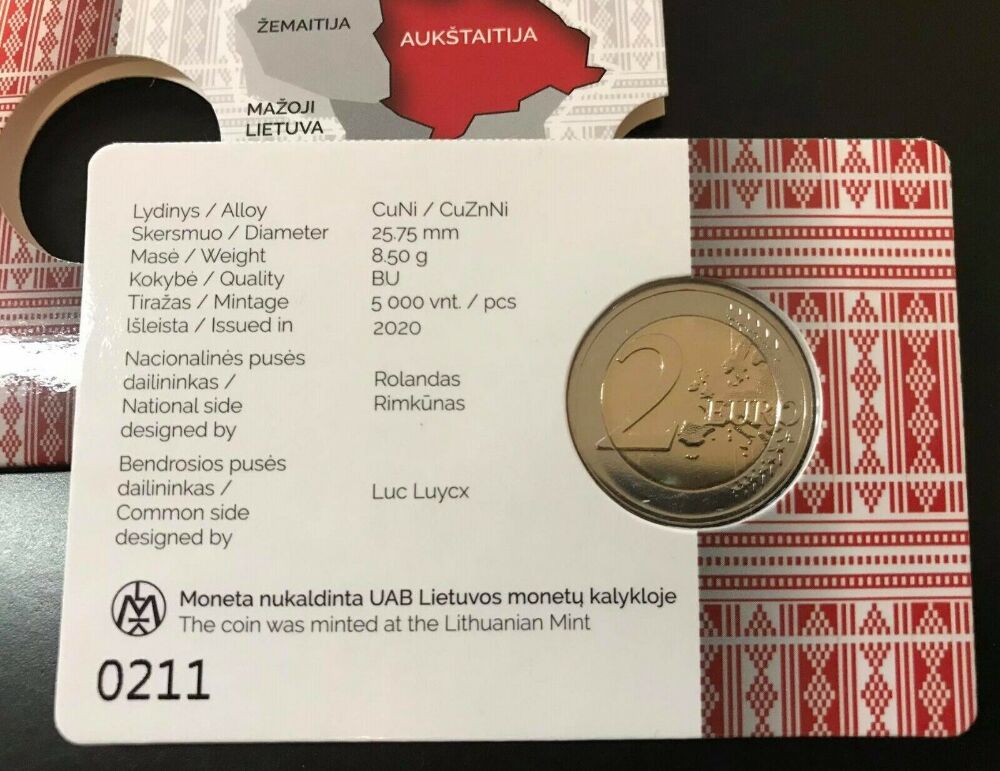 ŽEMAITIJA
AUKŠTAITIJA
MAŽOJI
LIETUVA
Lydinys / Alloy CuNi / CuZnNi
Skersmuo / Diameter 25.75 mm
Masė / Weight 8.50 g
Kokybė / Quality BU
Tiražas / Mintage 5 000 vnt. / pcs
Išleista / Issued in 2020
Nacionalinės pusės
dailininkas / Rolandas
National side Rimkūnas
designed by
Bendrosios pusės
dailininkas / Luc Luycx
Common side
designed by
2 EURO
LMK
Moneta nukaldinta UAB Lietuvos monetų kalykloje
The coin was minted at the Lithuanian Mint
0211